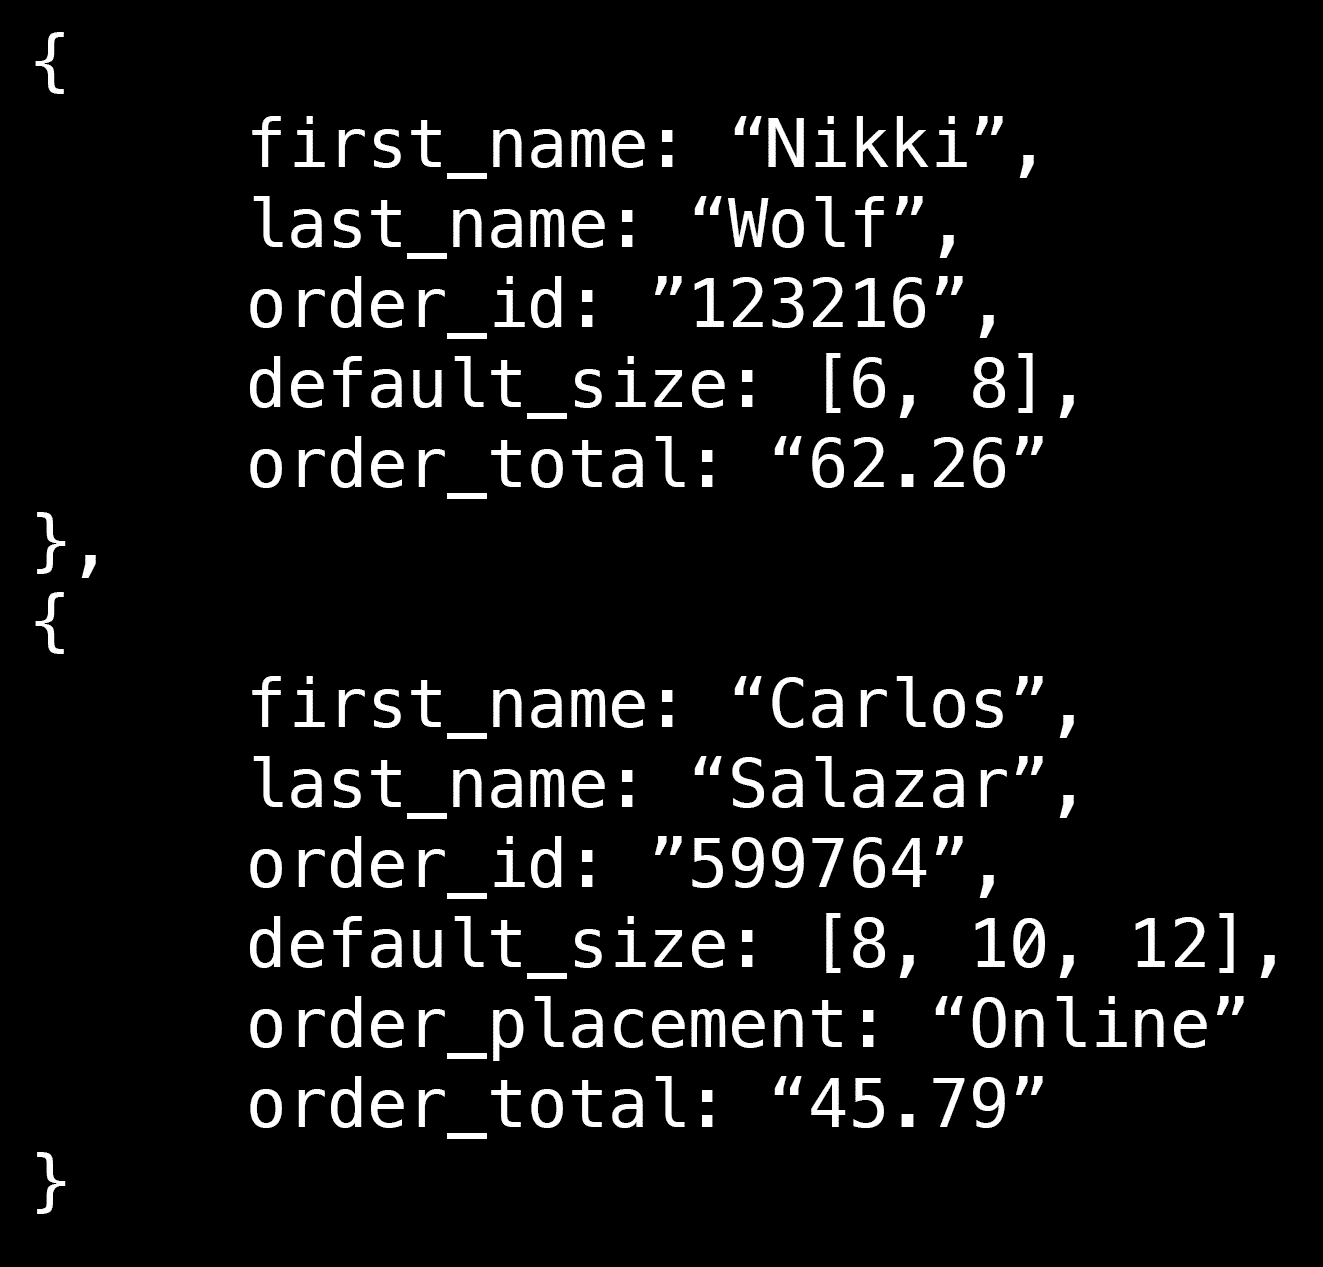 {
first_name: “Nikki”,
last_name: “Wolf”,
order_id: ”123216”,
default_size: [6, 8],
order_total: “62.26”
},
{
first_name: “Carlos”,
last_name: “Salazar”,
order_id: ”599764”,
default_size: [8, 10, 12],
order_placement: “Online”
order_total: “45.79”
}